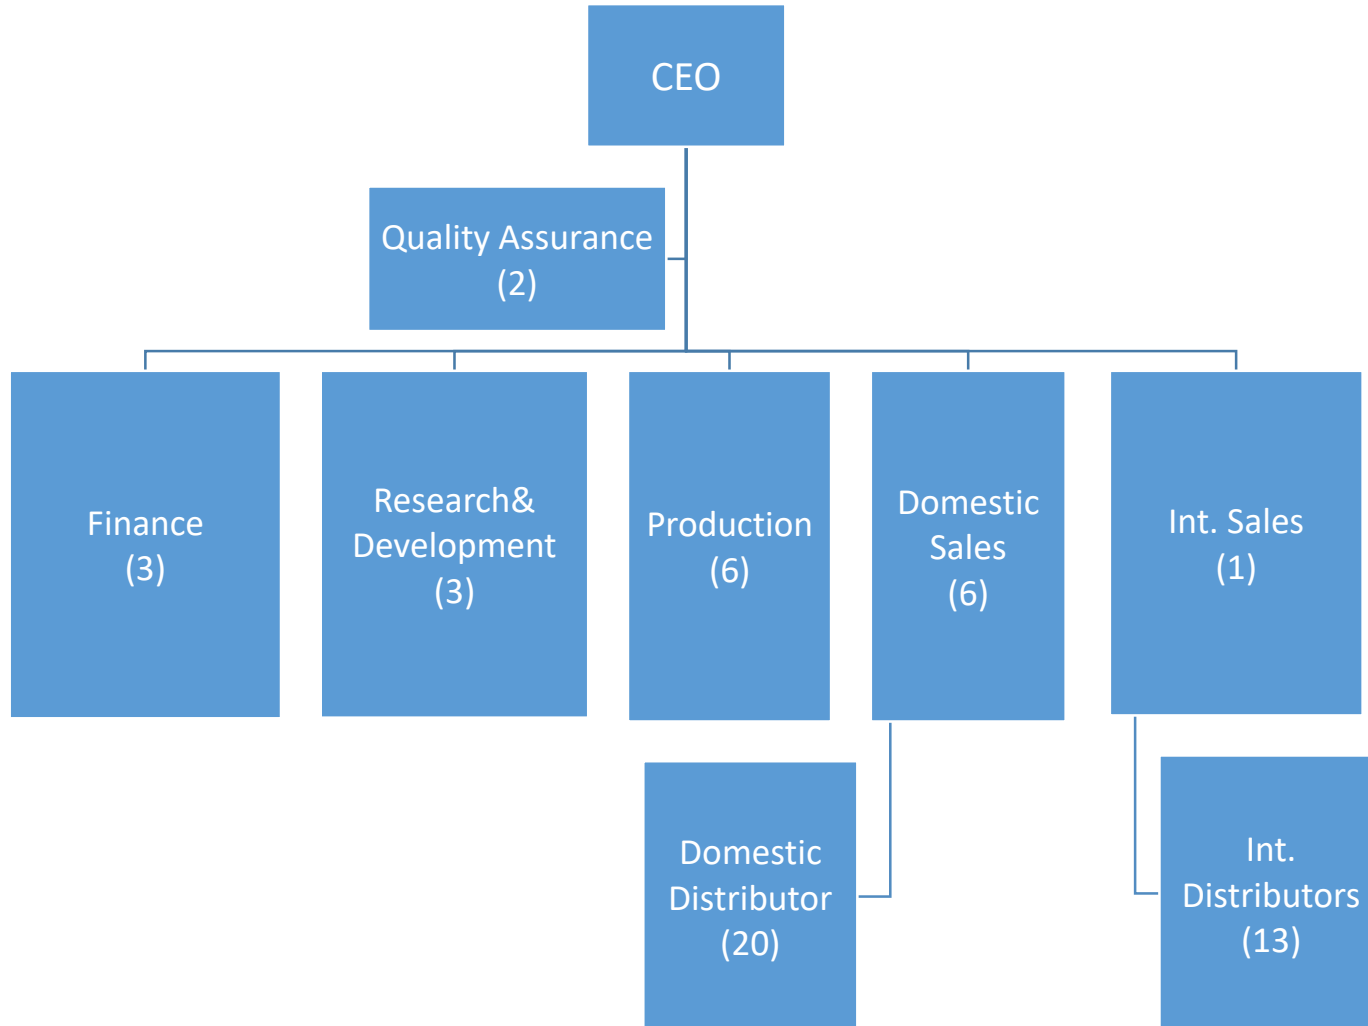 CEO
Quality Assurance
(2)
Finance
(3)
Research&
Development
(3)
Production
(6)
Domestic
Sales
(6)
Int. Sales
(1)
Domestic
Distributor
(20)
Int.
Distributors
(13)